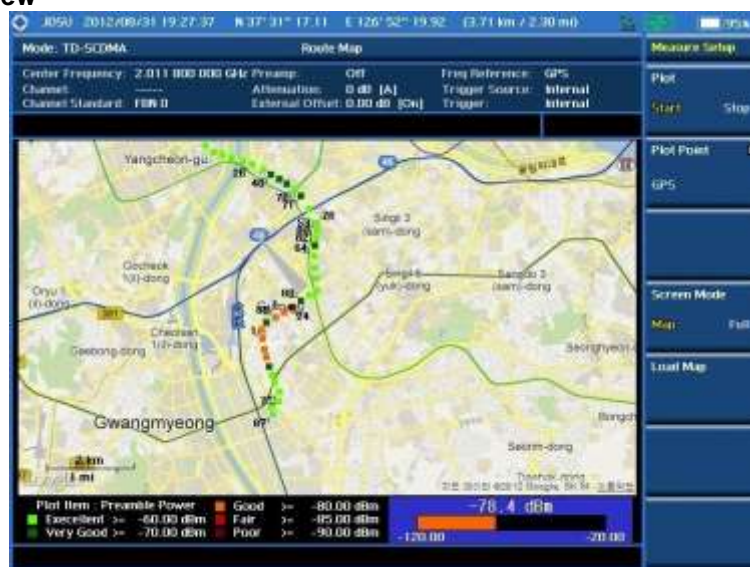 ew
JDSU 2012/08/31 19:27:37 N 37° 31" 17.11 E 126° 52" 19.92 (3.71 km / 2.30 mi) 95%
Mode: TD-SCDMA Route Map Measure Setup
Center Frequency: 2.011 000 000 GHz Preamp: Off Freq Reference: GPS
Channel: ----- Attenuation: 0 dB [A] Trigger Source: Internal
Channel Standard: FBN 0 External Offset: 0.00 dB [On] Trigger: Internal
Plot
Start Stop
Plot Point
GPS
Screen Mode
Map Full
Load Map
Yangcheon-gu
Singil 3
(sam)-dong
Gocheok
1(il)-dong
Singil 6
(yuk)-dong
Sangdo 3
(sam)-dong
Oryu 1
(il)-dong
Cheolsan
1(il)-dong
Gaebong-dong
Seonghyeon
Gwangmyeong
Bongch
Seorim-dong
Daehak-dong
2 km
1 mi
Plot Item : Preamble Power
Execellent >= -60.00 dBm
Very Good >= -70.00 dBm
Good >= -80.00 dBm
Fair >= -85.00 dBm
Poor >= -90.00 dBm
-78.4 dBm
-120.00 -20.00